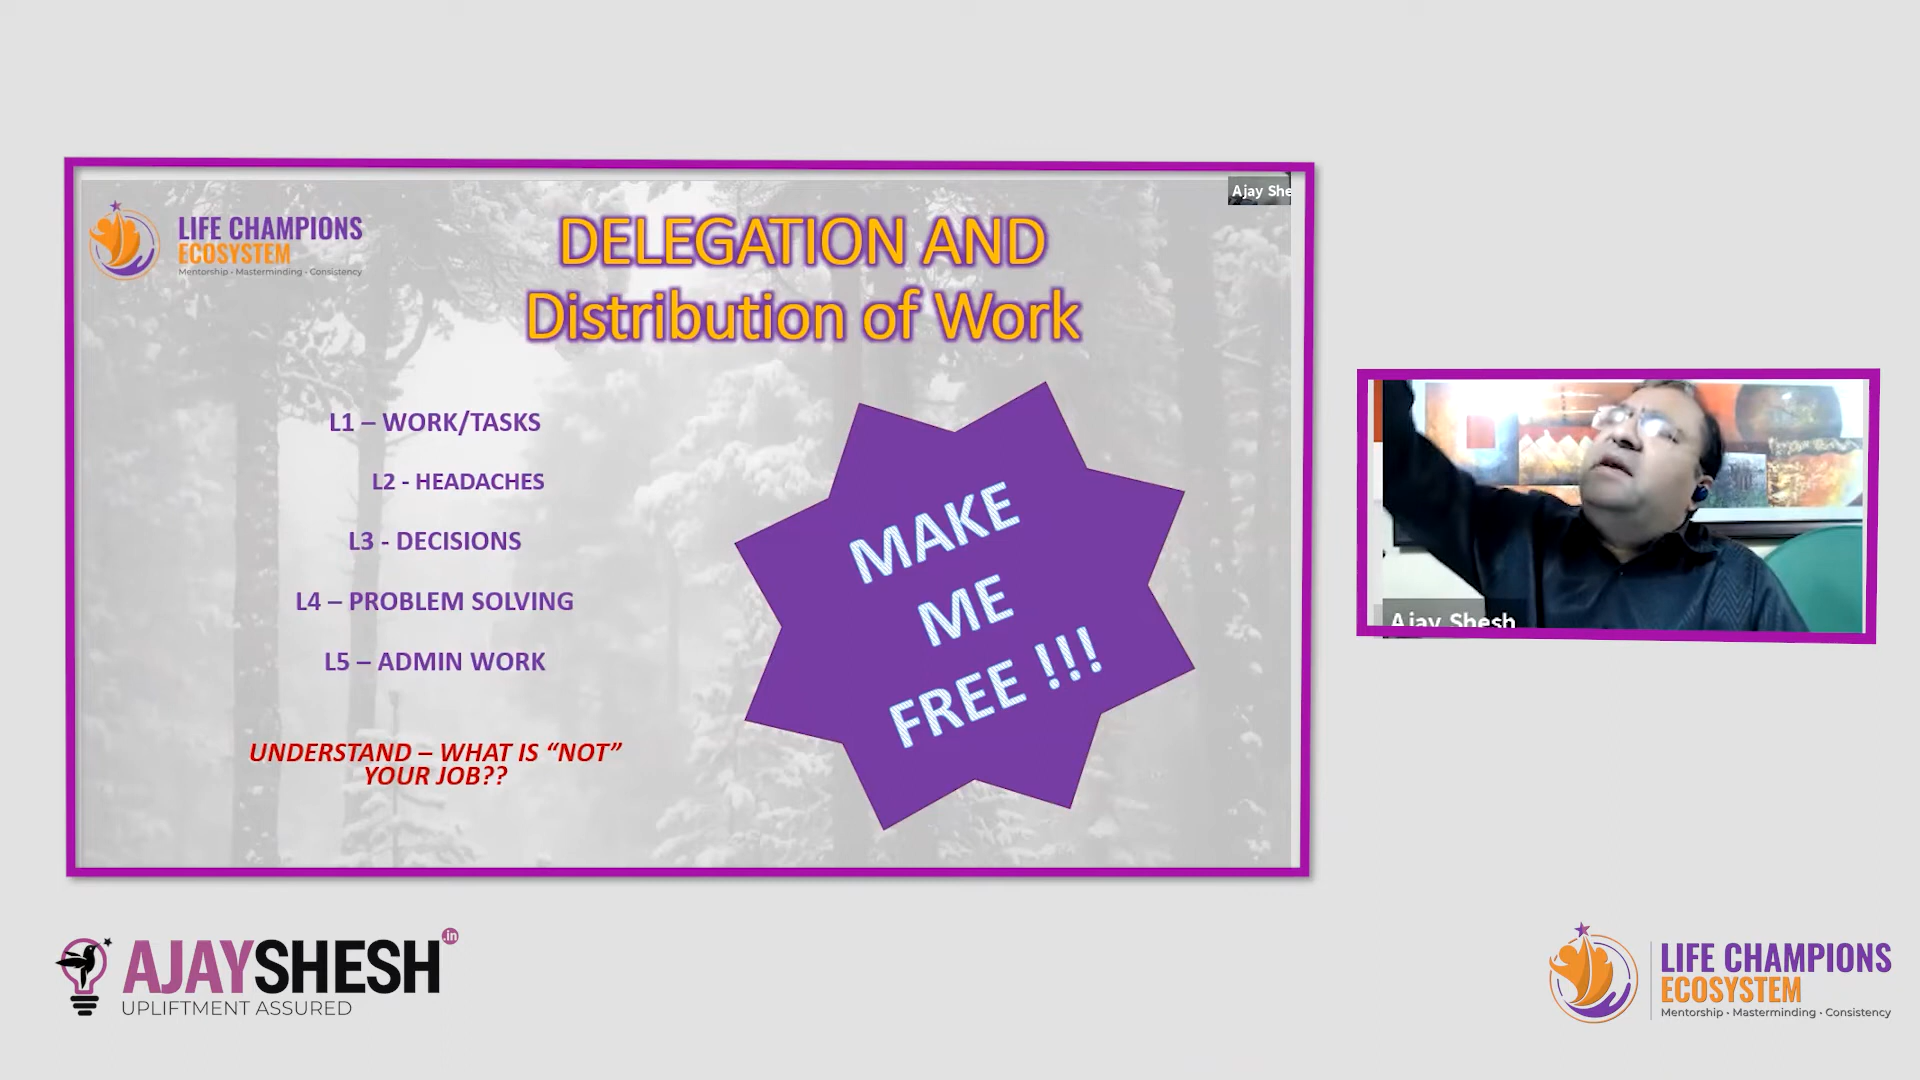 LIFE CHAMPIONS
ECOSYSTEM
Mentorship • Masterminding • Consistency
Ajay She
DELEGATION AND
Distribution of Work
L1 – WORK/TASKS
L2 - HEADACHES
L3 - DECISIONS
L4 – PROBLEM SOLVING
L5 – ADMIN WORK
UNDERSTAND – WHAT IS “NOT”
YOUR JOB??
MAKE
ME
FREE !!!
Ajay Shesh
AJAYSHESH.in
UPLIFTMENT ASSURED
LIFE CHAMPIONS
ECOSYSTEM
Mentorship • Masterminding • Consistency